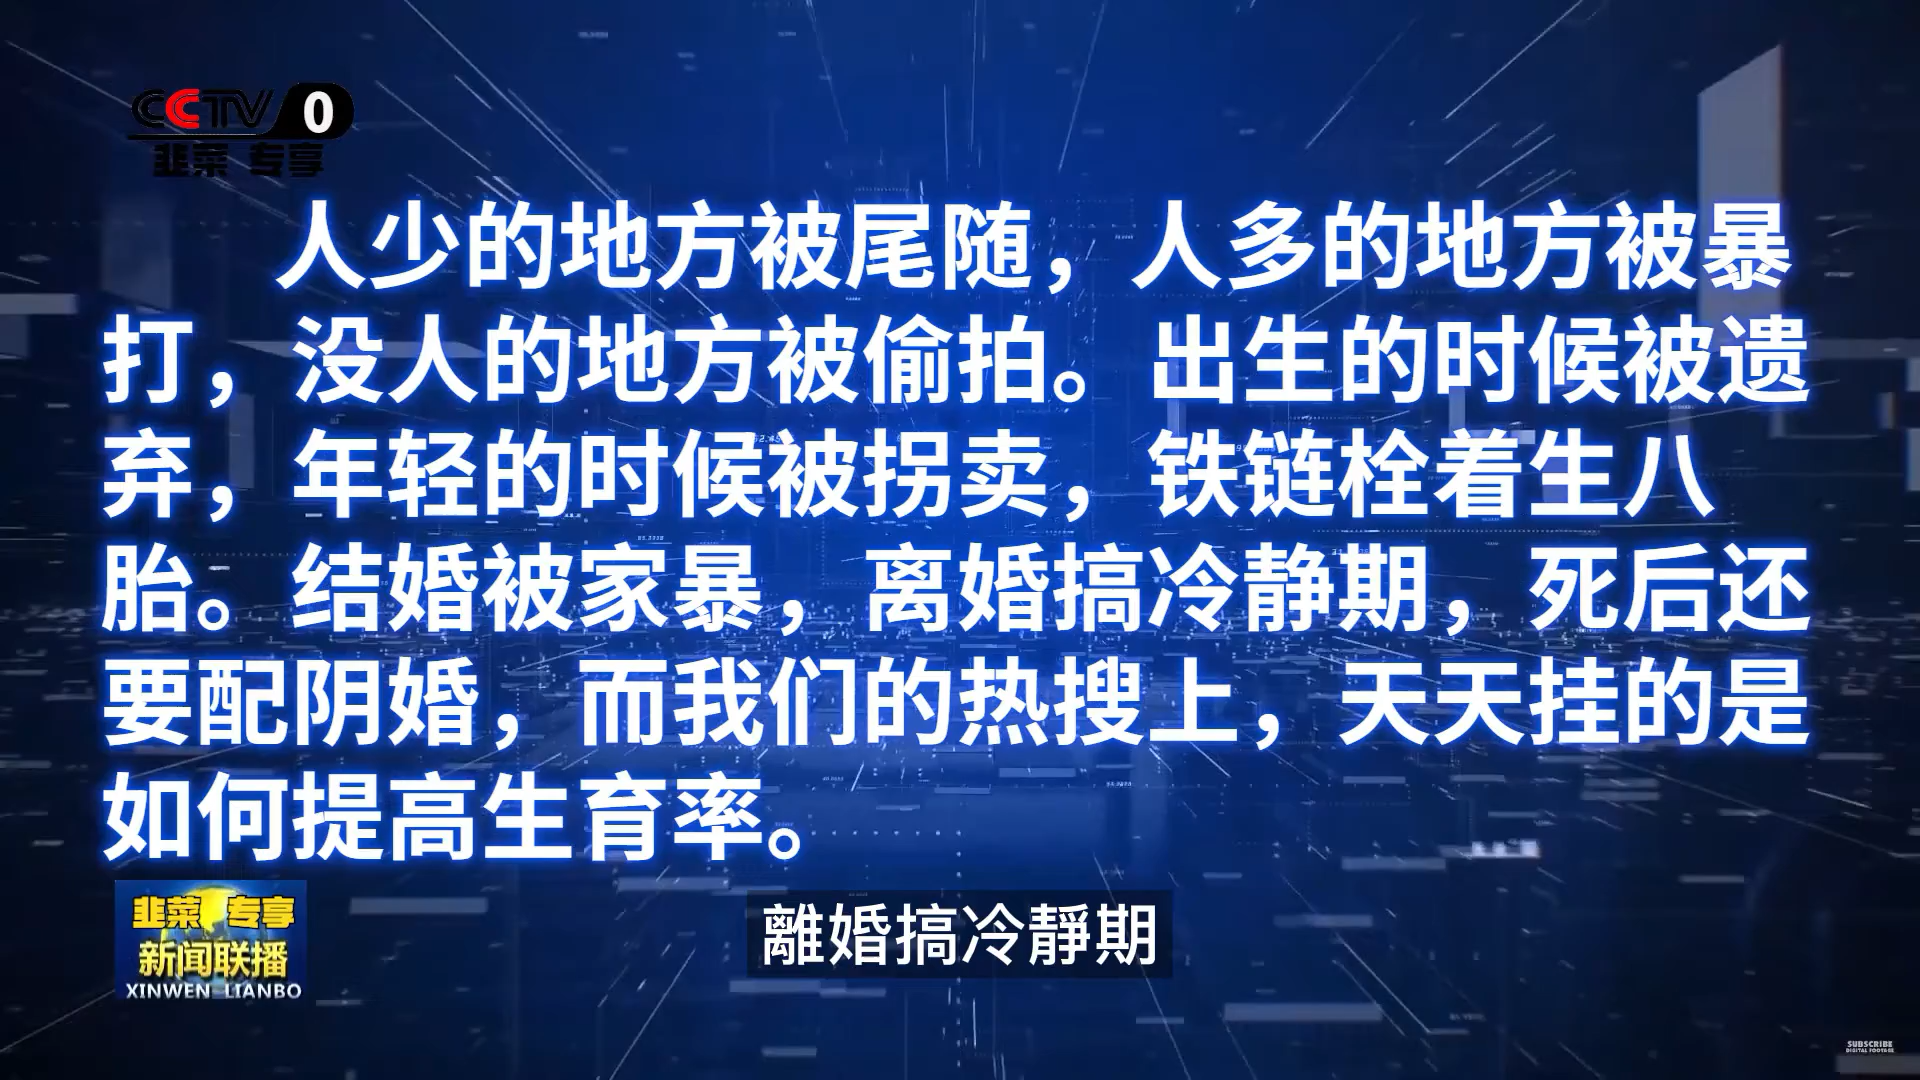 CCTV 0
韭菜 专享
人少的地方被尾随，人多的地方被暴
打，没人的地方被偷拍。出生的时候被遗
弃，年轻的时候被拐卖，铁链栓着生八
胎。结婚被家暴，离婚搞冷静期，死后还
要配阴婚，而我们的热搜上，天天挂的是
如何提高生育率。
韭菜 专享
新闻联播
XINWEN LIANBO
離婚搞冷靜期
SUBSCRIBE
DIGITAL FOOTAGE